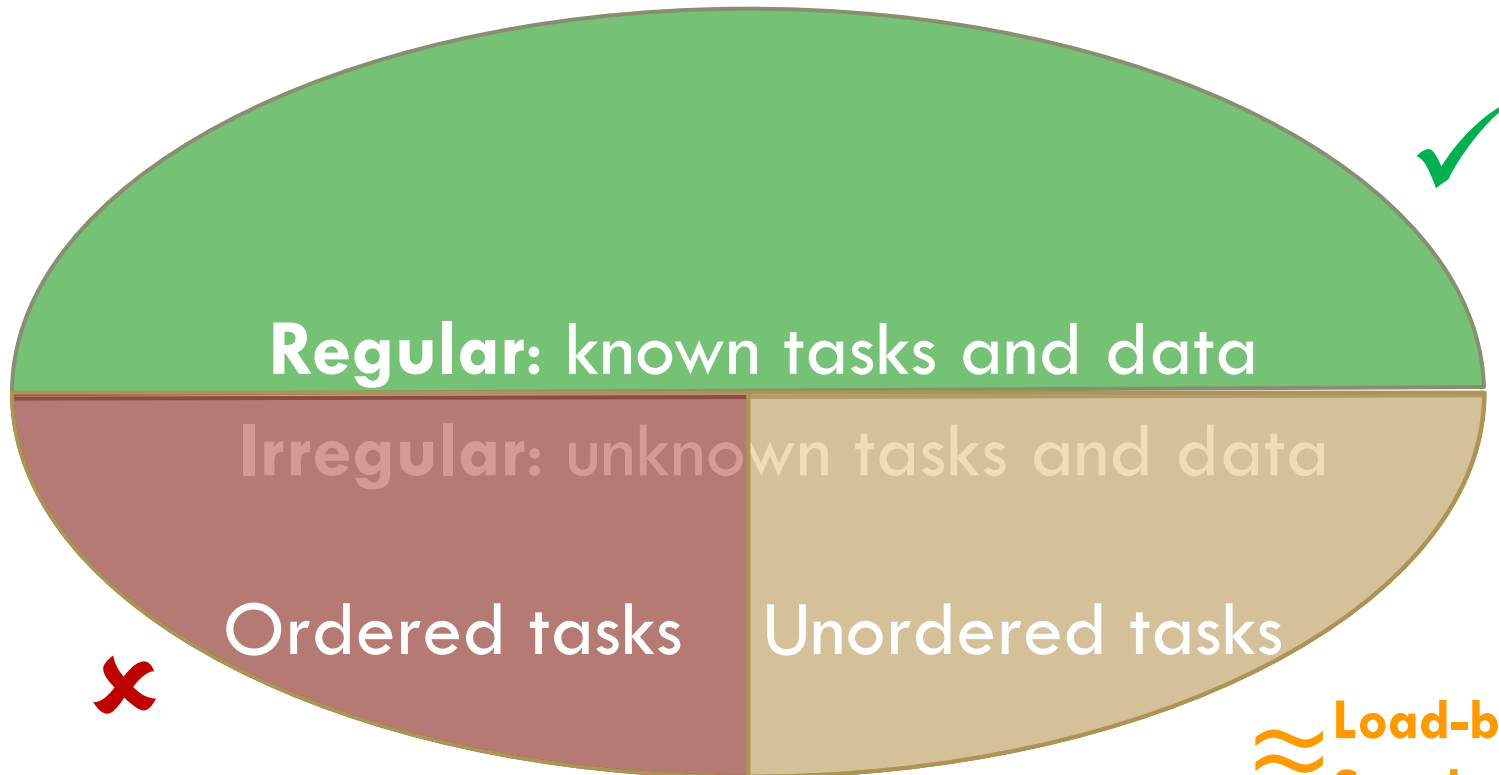 Regular: known tasks and data
Irregular: unknown tasks and data
Ordered tasks Unordered tasks
Load-b